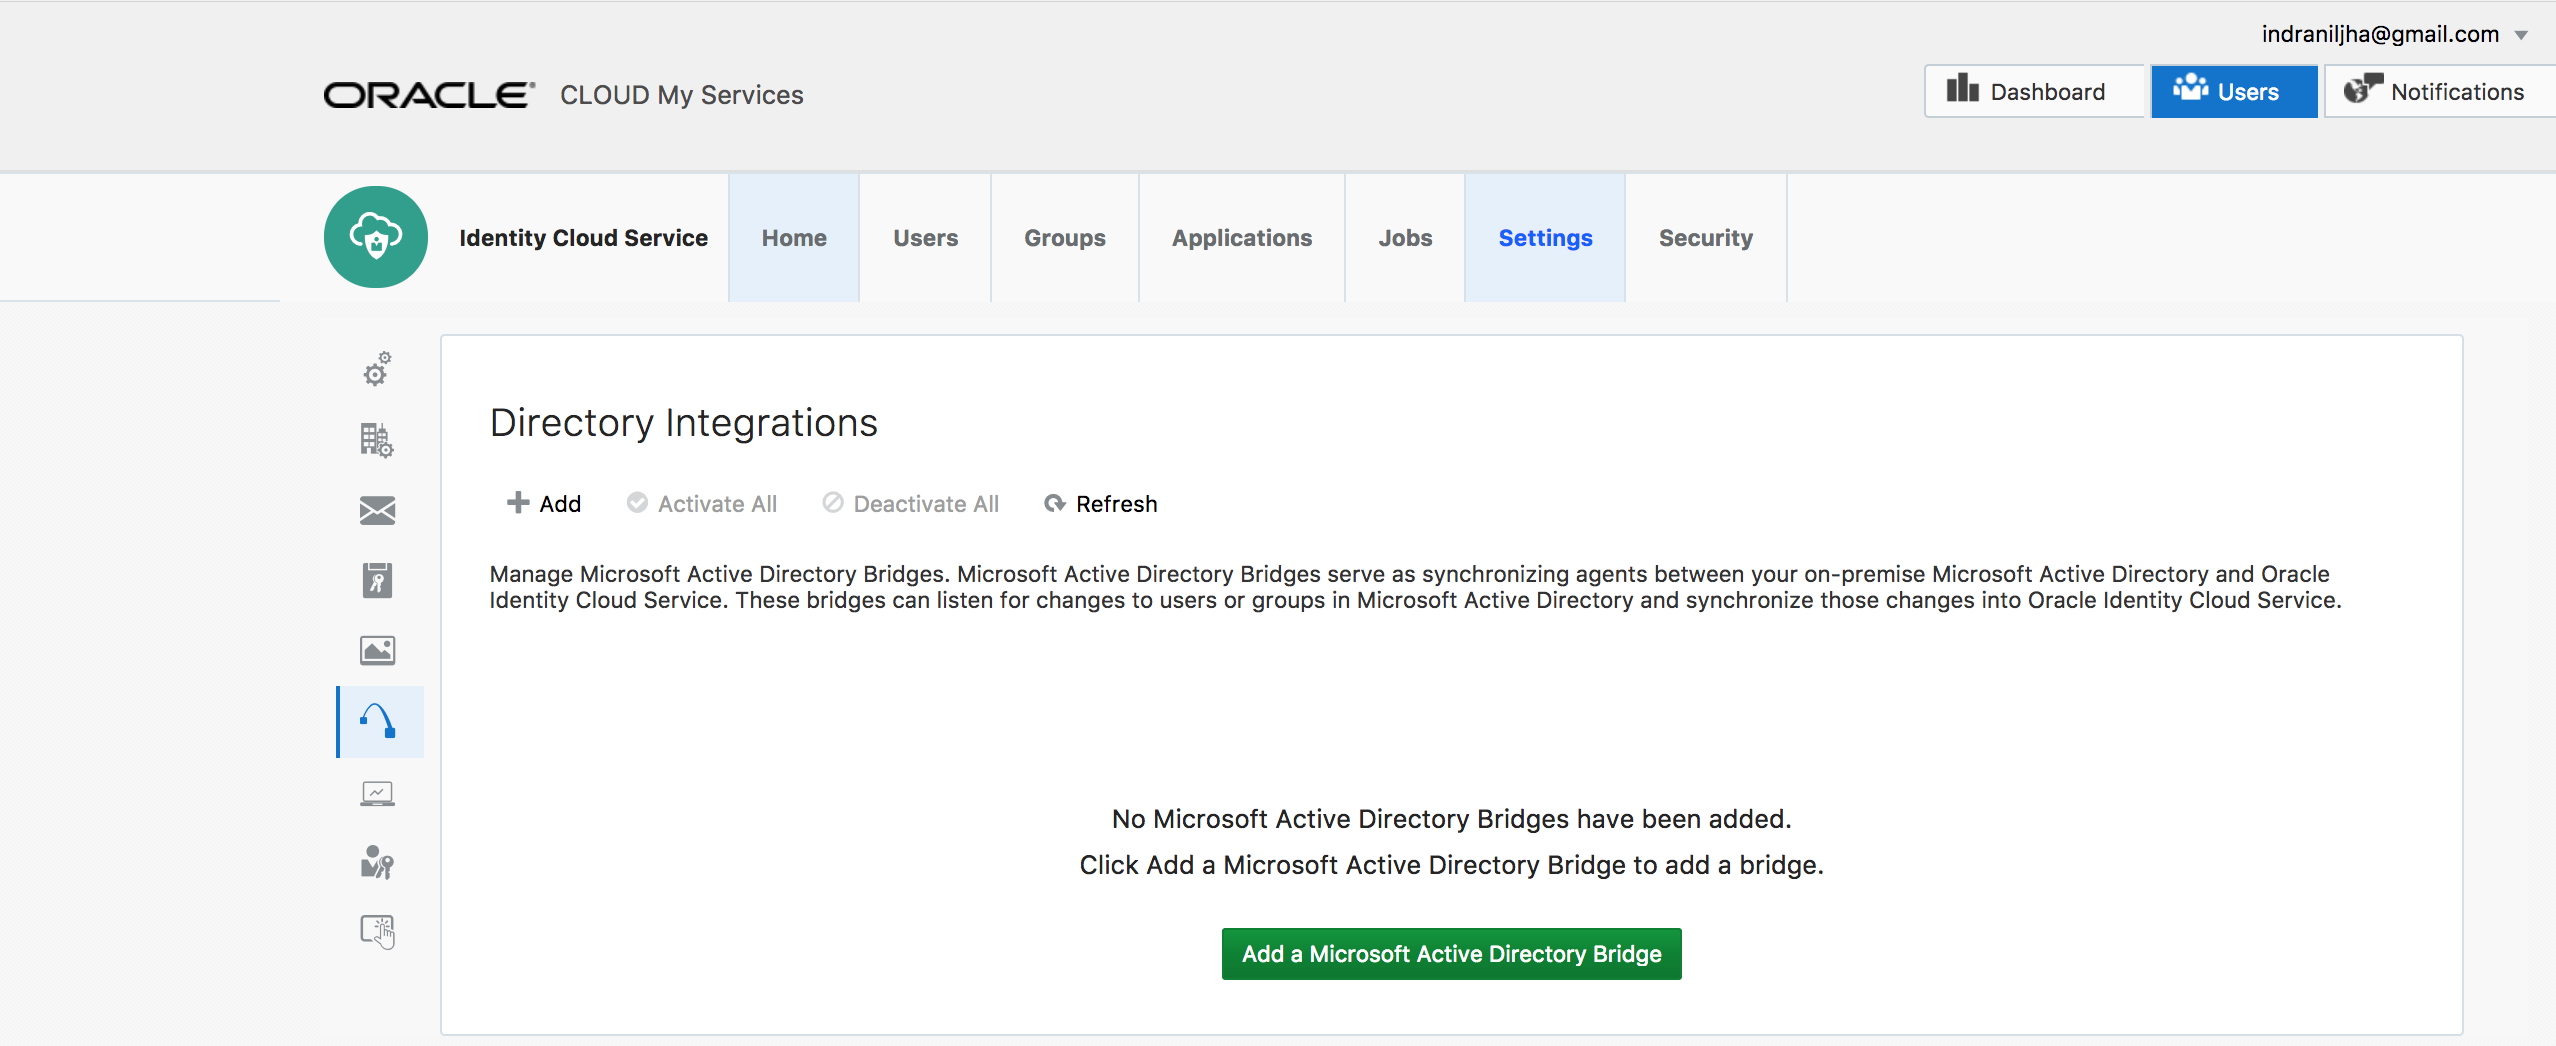 indraniljha@gmail.com
ORACLE CLOUD My Services
Dashboard Users Notifications
Identity Cloud Service Home Users Groups Applications Jobs Settings Security
Directory Integrations
Add Activate All Deactivate All Refresh
Manage Microsoft Active Directory Bridges. Microsoft Active Directory Bridges serve as synchronizing agents between your on-premise Microsoft Active Directory and Oracle
Identity Cloud Service. These bridges can listen for changes to users or groups in Microsoft Active Directory and synchronize those changes into Oracle Identity Cloud Service.
No Microsoft Active Directory Bridges have been added.
Click Add a Microsoft Active Directory Bridge to add a bridge.
Add a Microsoft Active Directory Bridge